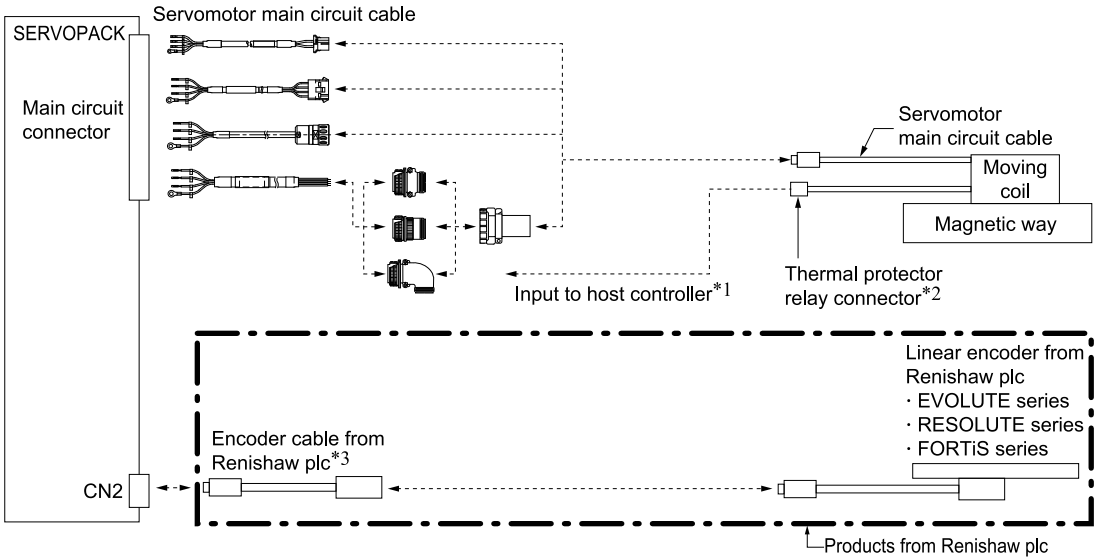 Servomotor main circuit cable
SERVOPACK
Main circuit
connector
Servomotor
main circuit cable
Moving
coil
Magnetic way
Thermal protector
relay connector*2
Input to host controller*1
Linear encoder from
Renishaw plc
· EVOLUTE series
· RESOLUTE series
· FORTiS series
Encoder cable from
Renishaw plc*3
CN2
Products from Renishaw plc